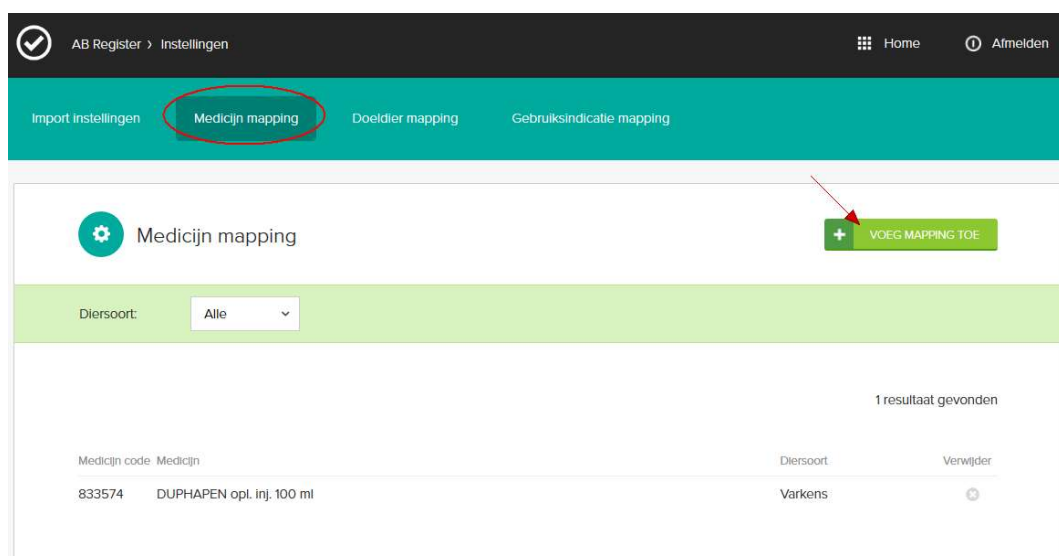 AB Register > Instellingen Home Afmelden
Import instellingen Medicijn mapping Doeldier mapping Gebruiksindicatie mapping
Medicijn mapping VOEG MAPPING TOE
Diersoort: Alle
1 resultaat gevonden
Medicijn code Medicijn Diersoort Verwijder
833574 DUPHAPEN opl. inj. 100 ml Varkens